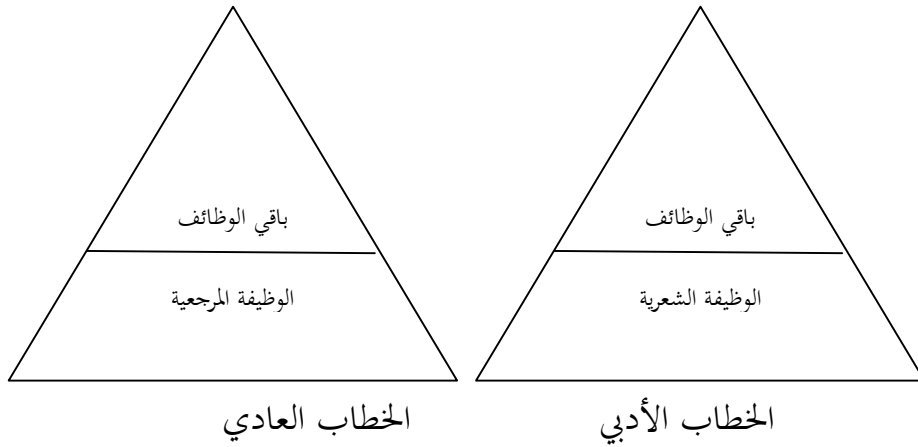 باقي الوظائف
الوظيفة الشعرية
الخطاب الأدبي
باقي الوظائف
الوظيفة المرجعية
الخطاب العادي